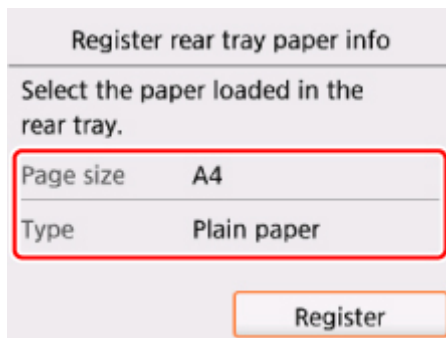 Register rear tray paper info
Select the paper loaded in the
rear tray.
Page size A4
Type Plain paper
Register